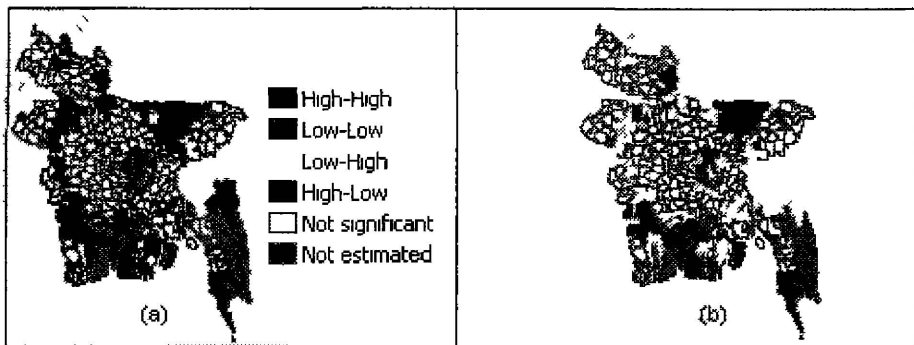 High-High
Low-Low
Low-High
High-Low
Not significant
Not estimated
(a)
(b)